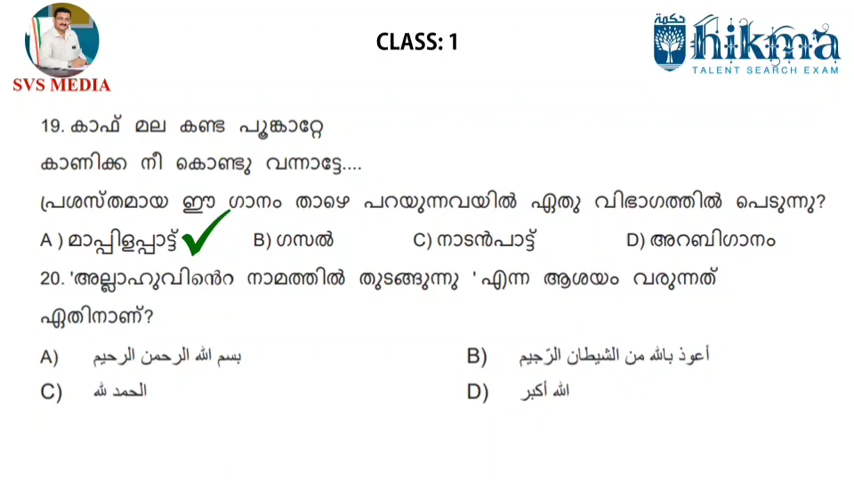 CLASS: 1
SVS MEDIA
حكمة
hikma
TALENT SEARCH EXAM
19. കാഫ് മല കണ്ട പൂങ്കാറ്റേ
കാണിക്ക നീ കൊണ്ടു വന്നാട്ടേ....
പ്രശസ്തമായ ഈ ഗാനം താഴെ പറയുന്നവയിൽ ഏതു വിഭാഗത്തിൽ പെടുന്നു?
A ) മാപ്പിളപ്പാട്ട് B) ഗസൽ C) നാടൻപാട്ട് D) അറബിഗാനം
20. 'അല്ലാഹുവിന്റെ നാമത്തിൽ തുടങ്ങുന്നു ' എന്ന ആശയം വരുന്നത്
ഏതിനാണ്?
A) بسم الله الرحمن الرحيم B) أعوذ بالله من الشيطان الرّجيم
C) الحمد لله D) الله أكبر